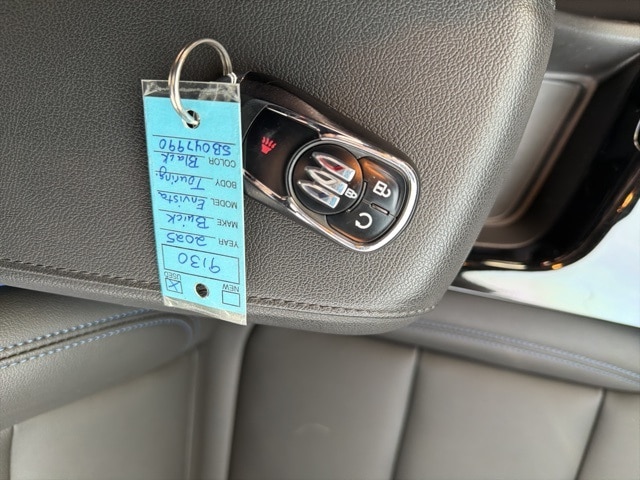 NEW
USED
9130
YEAR 2025
MAKE Buick
MODEL Envista
BODY Touring
COLOR Black
SB047990